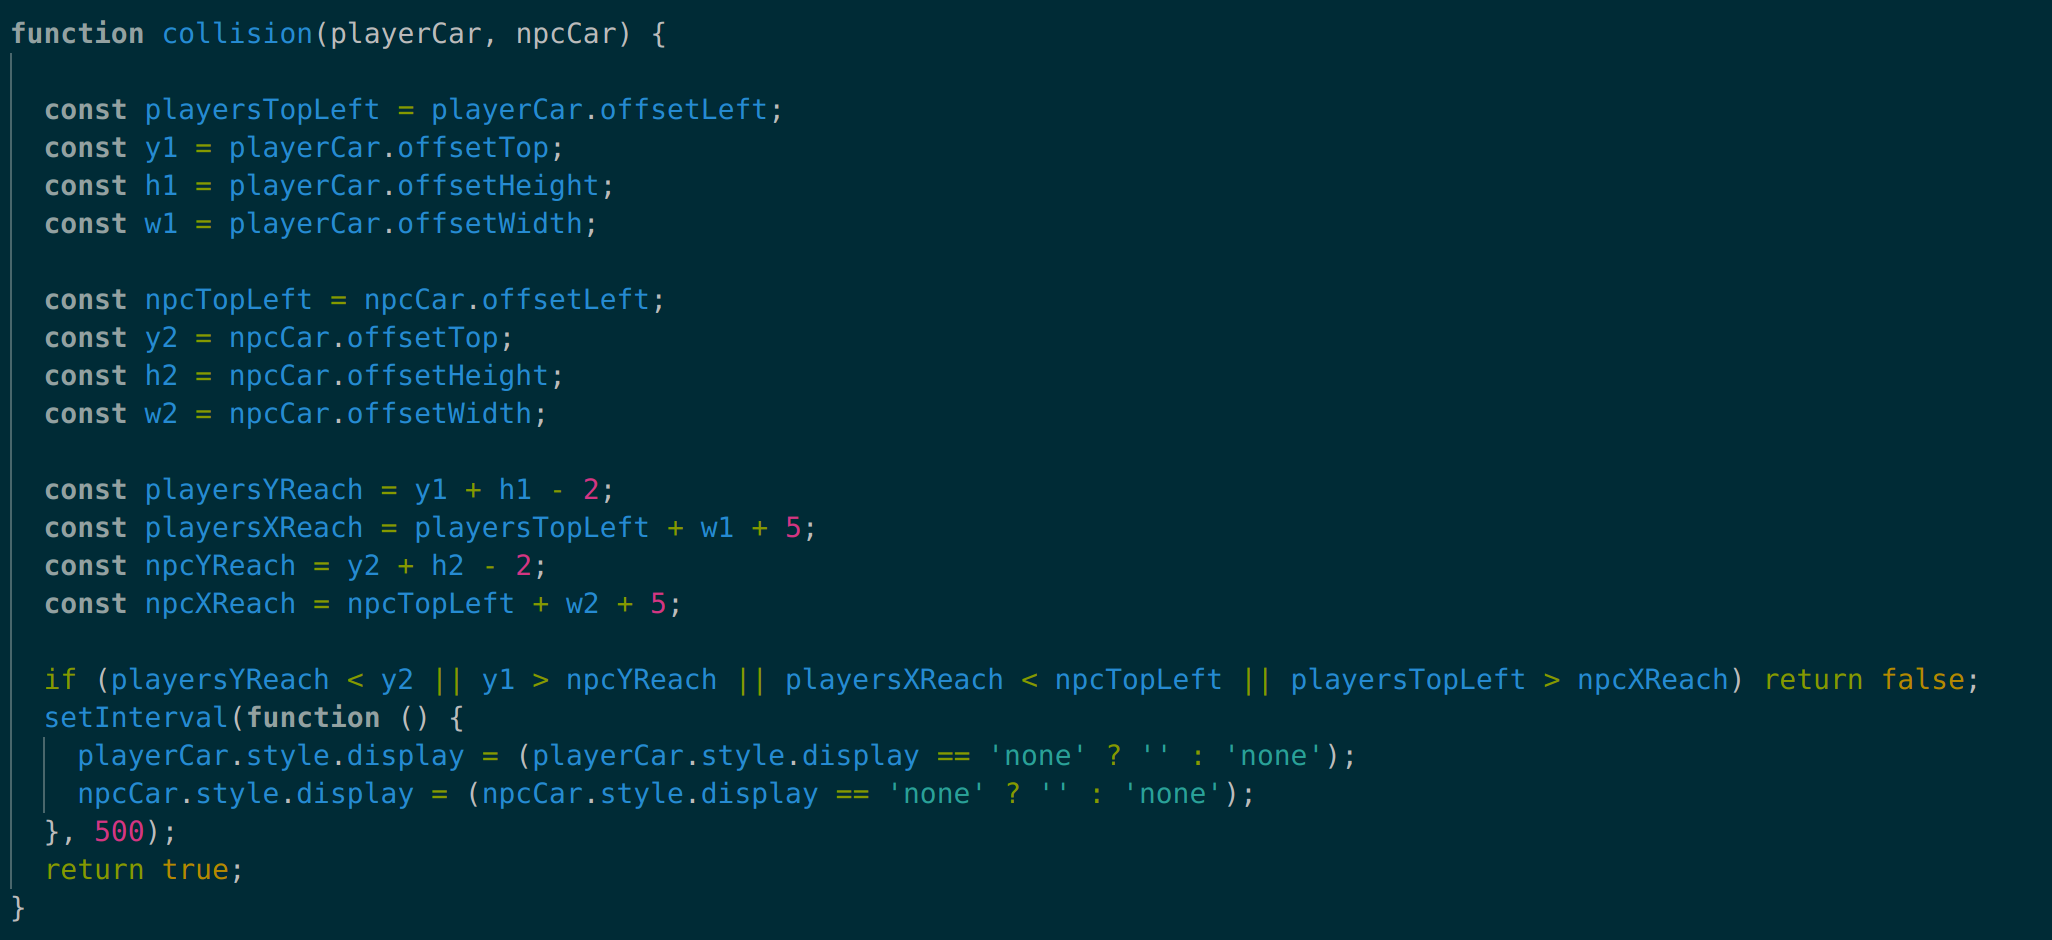 function collision(playerCar, npcCar) {
const playersTopLeft = playerCar.offsetLeft;
const y1 = playerCar.offsetTop;
const h1 = playerCar.offsetHeight;
const w1 = playerCar.offsetWidth;
const npcTopLeft = npcCar.offsetLeft;
const y2 = npcCar.offsetTop;
const h2 = npcCar.offsetHeight;
const w2 = npcCar.offsetWidth;
const playersYReach = y1 + h1 - 2;
const playersXReach = playersTopLeft + w1 + 5;
const npcYReach = y2 + h2 - 2;
const npcXReach = npcTopLeft + w2 + 5;
if (playersYReach < y2 || y1 > npcYReach || playersXReach < npcTopLeft || playersTopLeft > npcXReach) return false;
setInterval(function () {
playerCar.style.display = (playerCar.style.display == 'none' ? '' : 'none');
npcCar.style.display = (npcCar.style.display == 'none' ? '' : 'none');
}, 500);
return true;
}